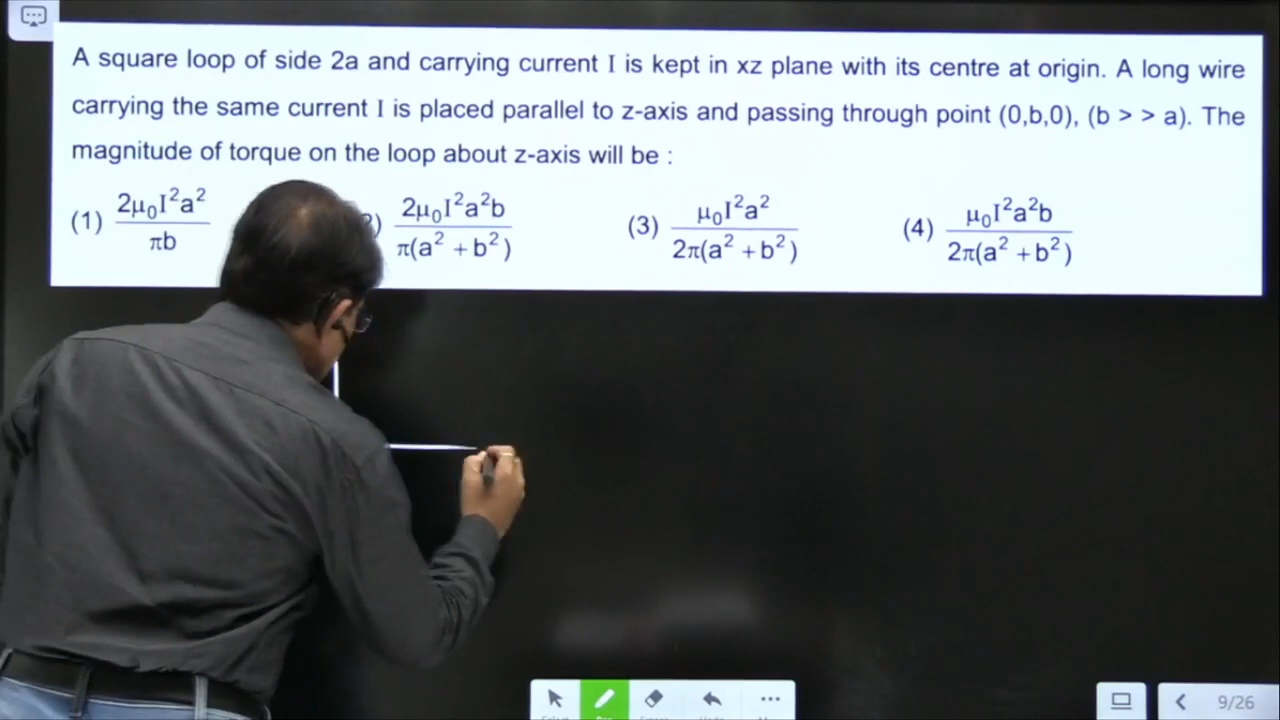 A square loop of side 2a and carrying current I is kept in xz plane with its centre at origin. A long wire
carrying the same current I is placed parallel to z-axis and passing through point (0,b,0), (b > > a). The
magnitude of torque on the loop about z-axis will be :
(1) 2μ₀I²a² / πb
2) 2μ₀I²a²b / π(a² + b²)
(3) μ₀I²a² / 2π(a² + b²)
(4) μ₀I²a²b / 2π(a² + b²)
9/26